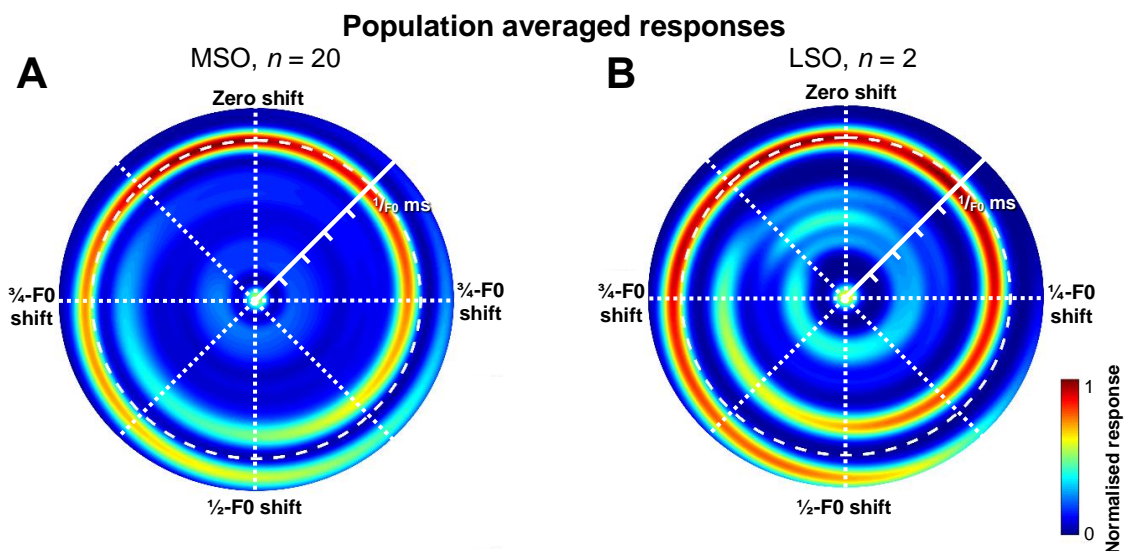 Population averaged responses
A
MSO, n = 20
Zero shift
¹/F0 ms
¾-F0
shift
¾-F0
shift
½-F0 shift
B
LSO, n = 2
Zero shift
¹/F0 ms
¾-F0
shift
¼-F0
shift
½-F0 shift
1
0
Normalised response